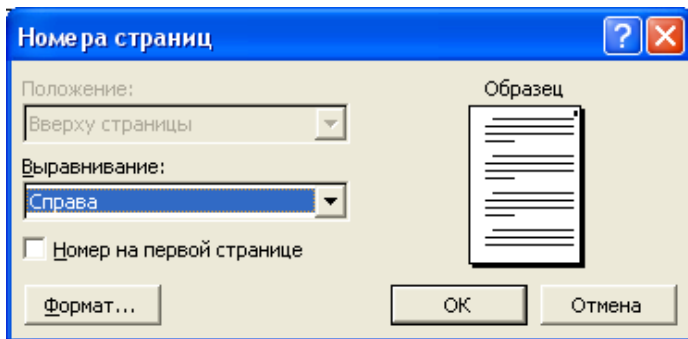 Номера страниц
Положение:
Вверху страницы
Выравнивание:
Справа
Номер на первой странице
Формат...
Образец
ОК
Отмена